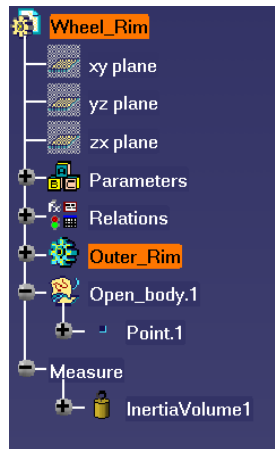 Wheel_Rim
xy plane
yz plane
zx plane
Parameters
Relations
Outer_Rim
Open_body.1
Point.1
Measure
InertiaVolume1